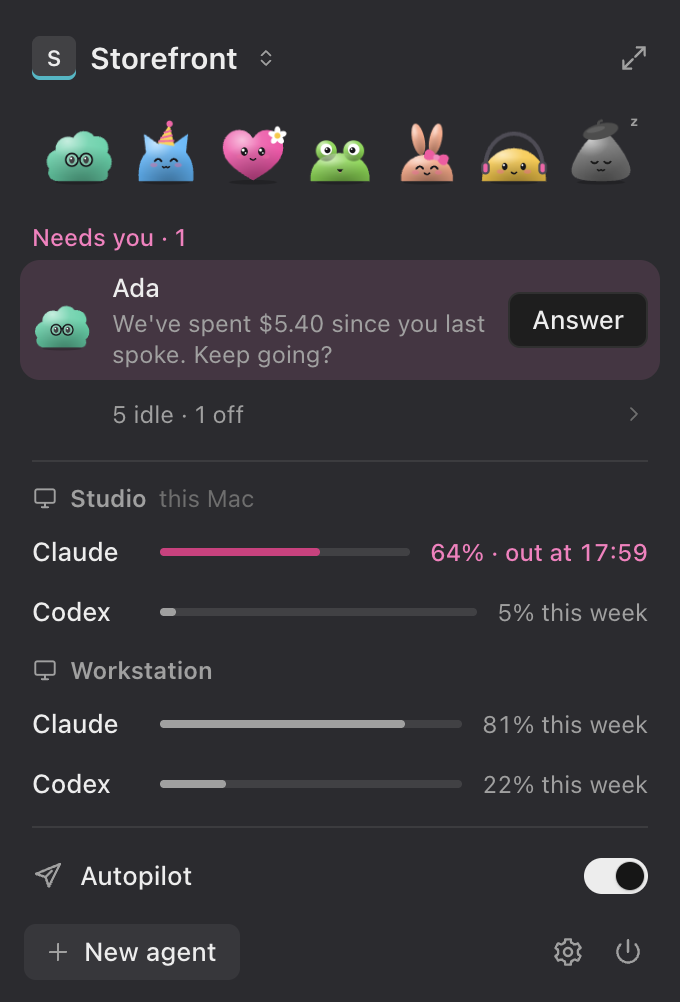 S Storefront
z
Needs you · 1
Ada
We've spent $5.40 since you last
spoke. Keep going?
Answer
5 idle · 1 off
Studio this Mac
Claude 64% · out at 17:59
Codex 5% this week
Workstation
Claude 81% this week
Codex 22% this week
Autopilot
+ New agent